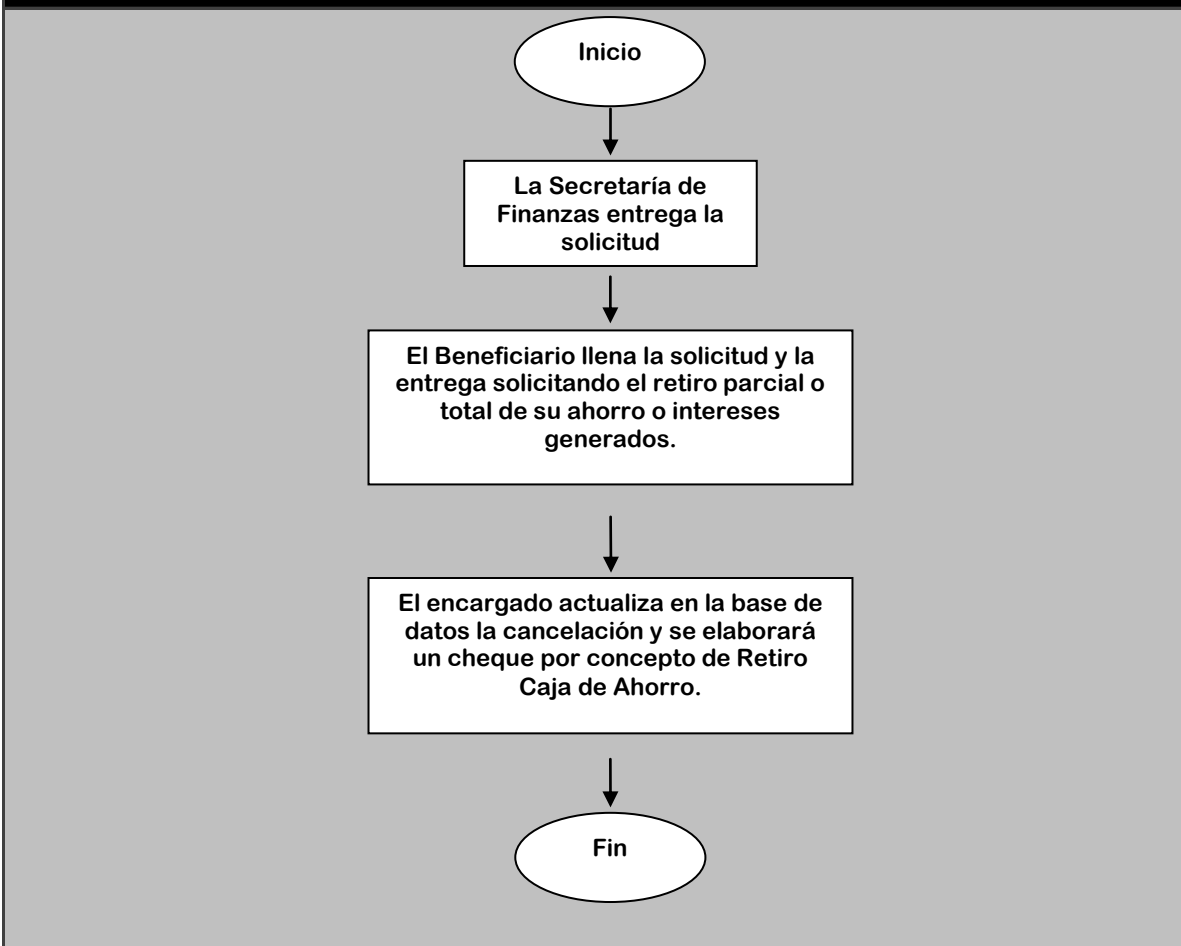 Inicio
La Secretaría de
Finanzas entrega la
solicitud
El Beneficiario llena la solicitud y la
entrega solicitando el retiro parcial o
total de su ahorro o intereses
generados.
El encargado actualiza en la base de
datos la cancelación y se elaborará
un cheque por concepto de Retiro
Caja de Ahorro.
Fin